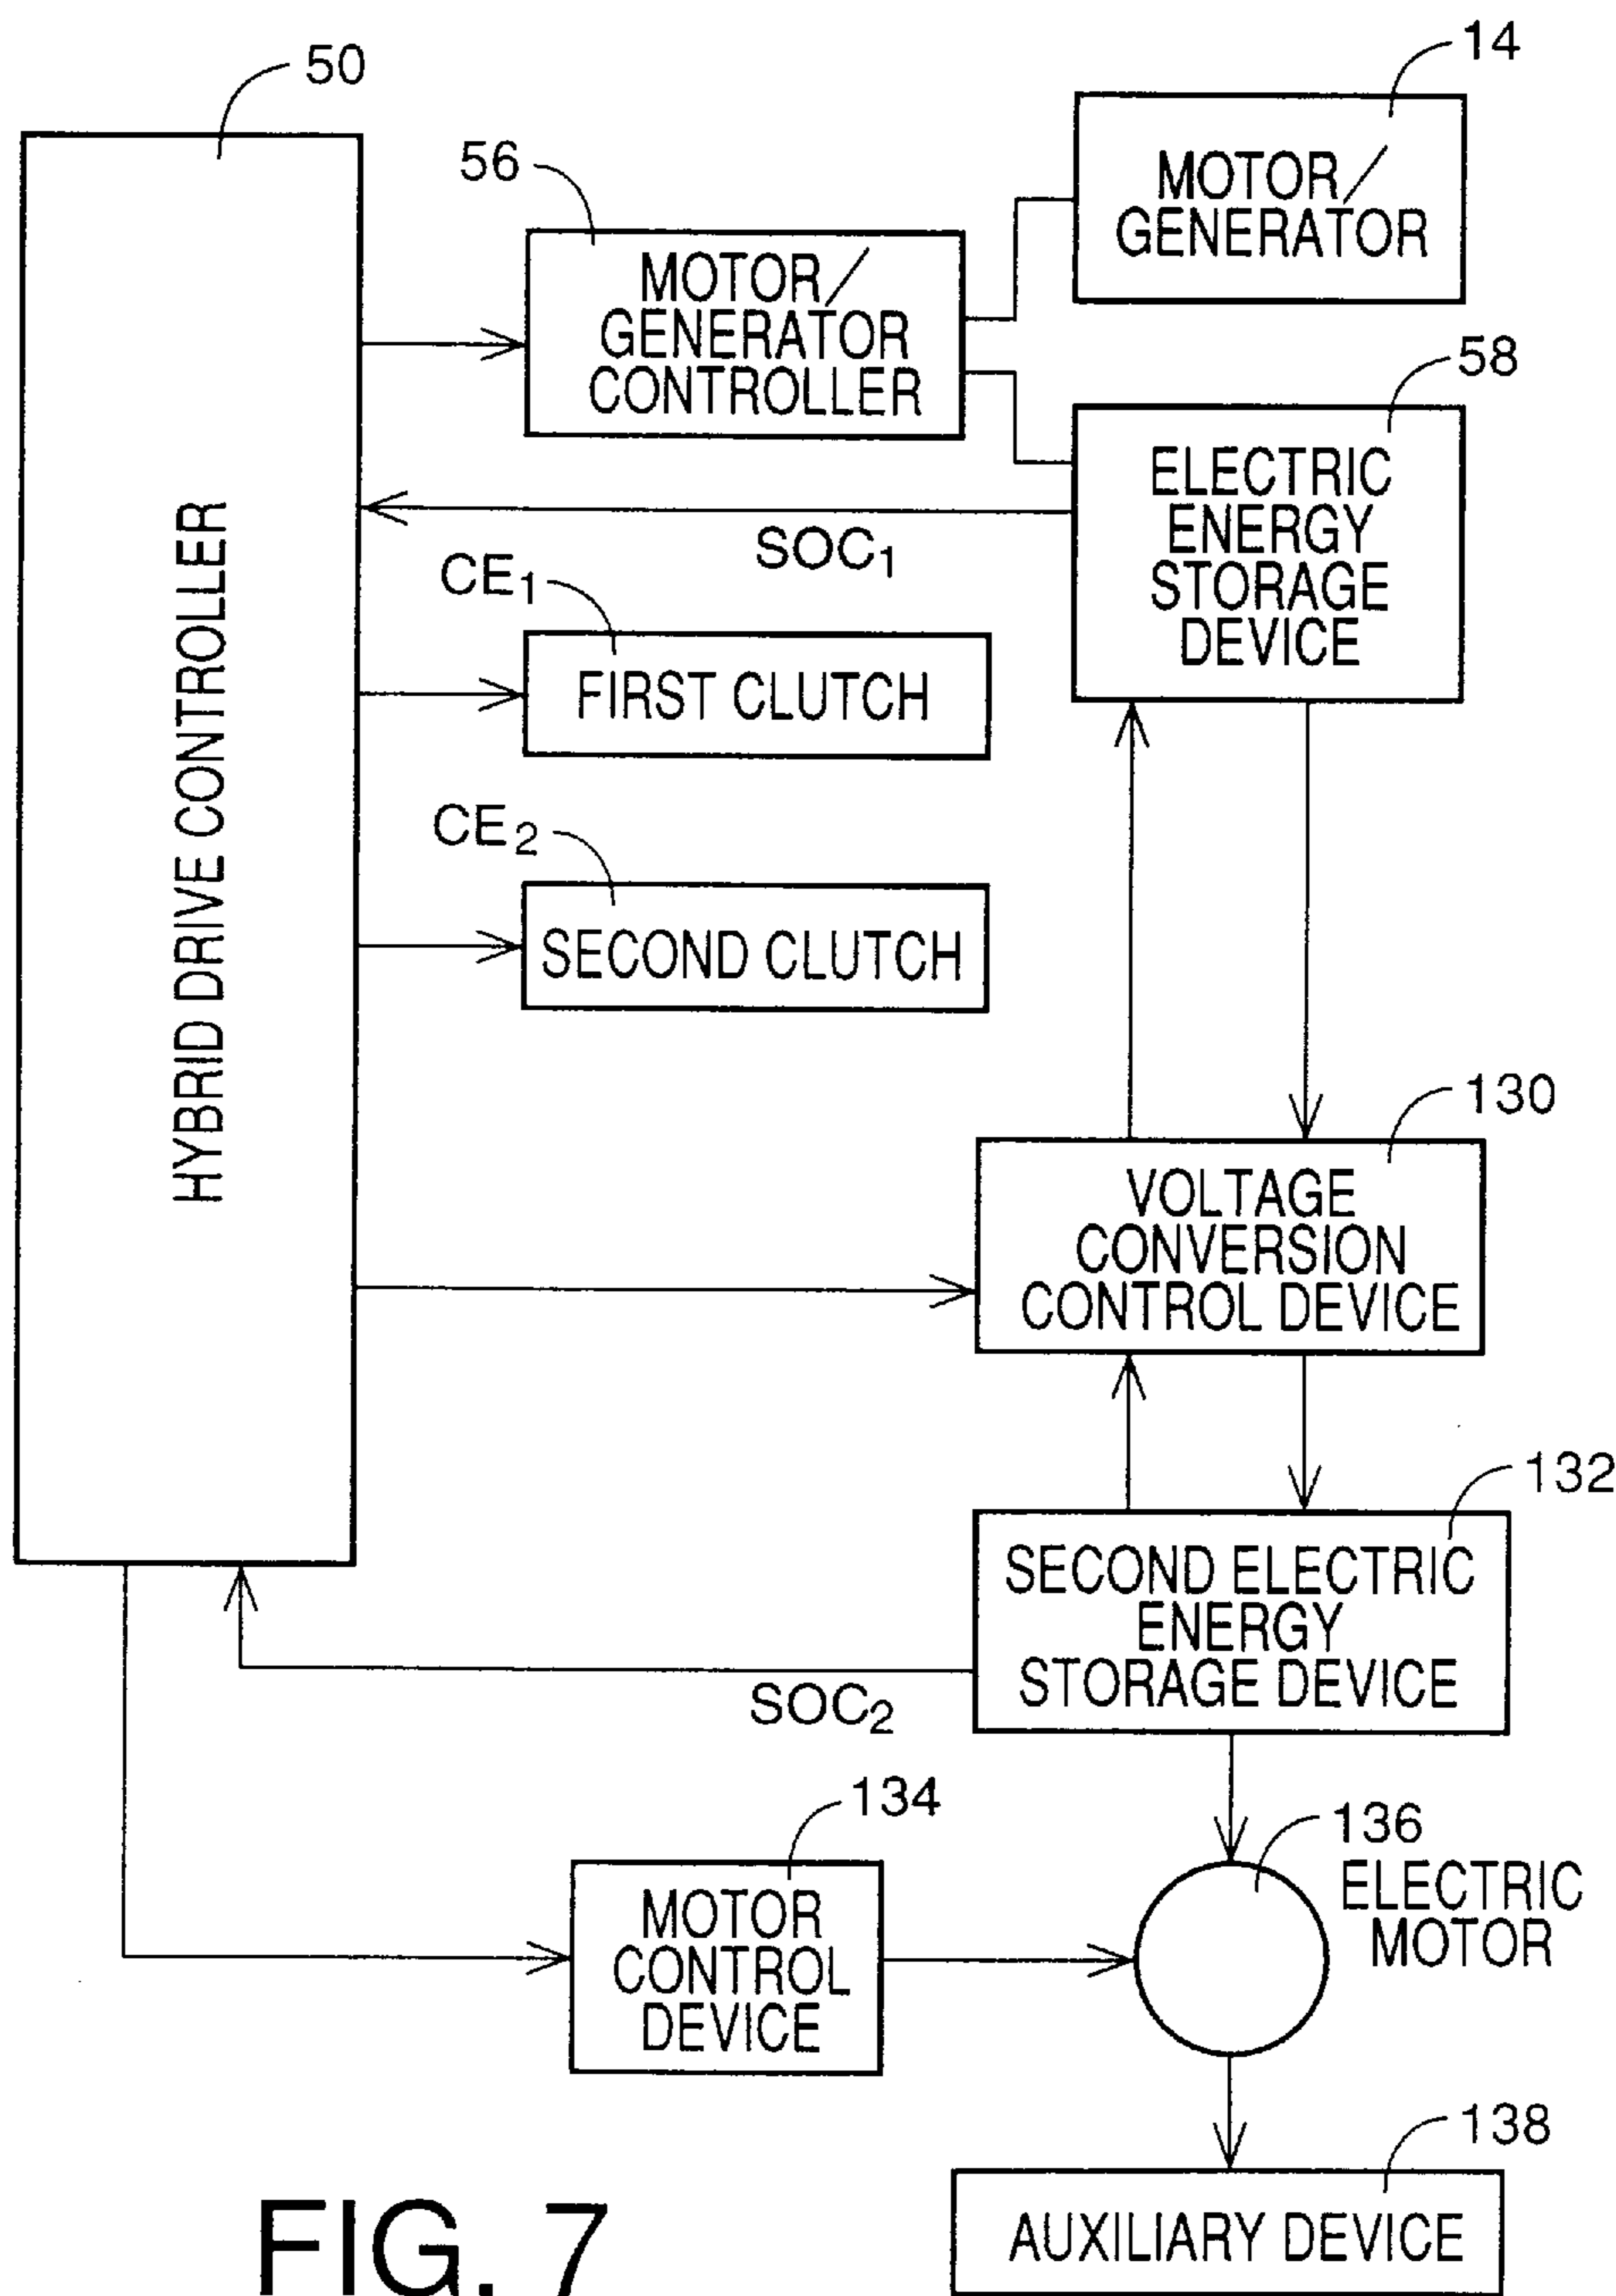 50
14
56
MOTOR/
GENERATOR
MOTOR/
GENERATOR
CONTROLLER
58
ELECTRIC
ENERGY
STORAGE
DEVICE
SOC1
HYBRID DRIVE CONTROLLER
CE1
FIRST CLUTCH
CE2
SECOND CLUTCH
130
VOLTAGE
CONVERSION
CONTROL DEVICE
132
SECOND ELECTRIC
ENERGY
STORAGE DEVICE
SOC2
134
136
ELECTRIC
MOTOR
MOTOR
CONTROL
DEVICE
138
AUXILIARY DEVICE
FIG. 7